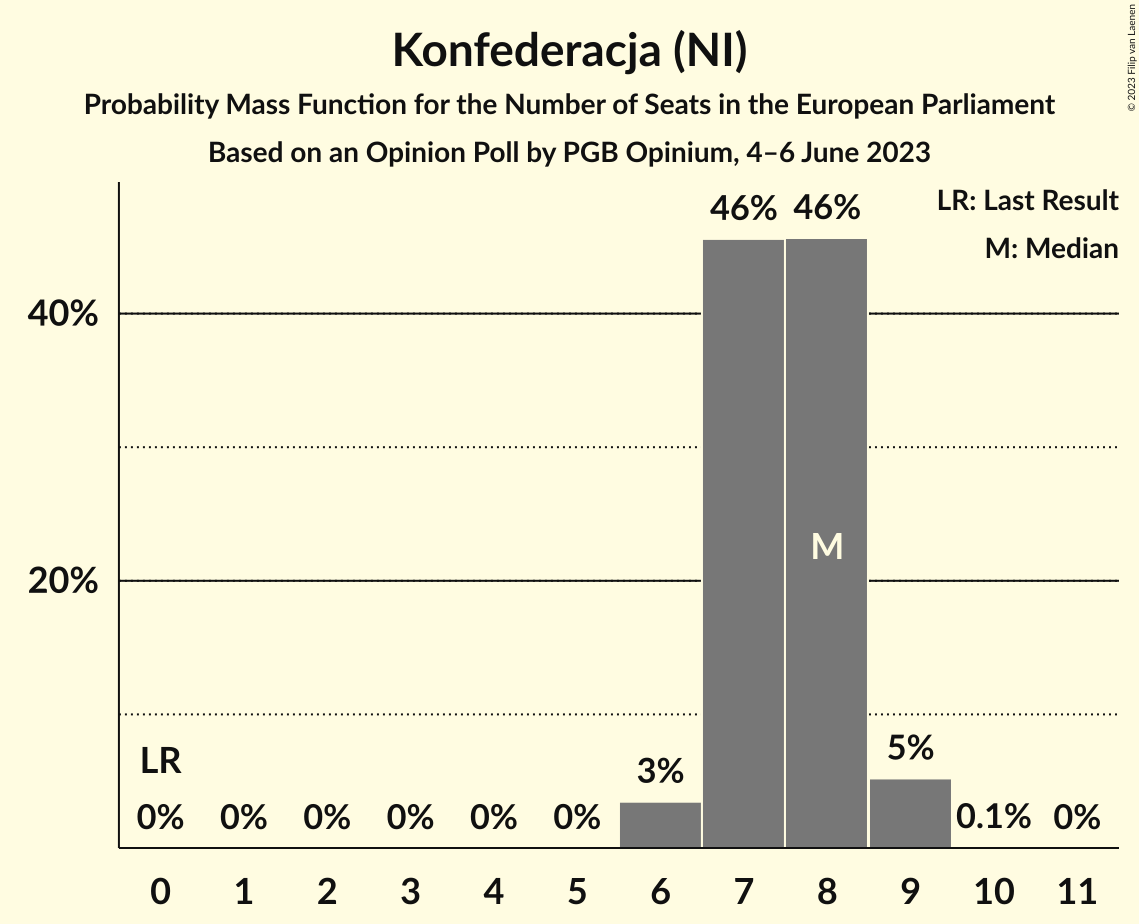 Konfederacja (NI)
Probability Mass Function for the Number of Seats in the European Parliament
Based on an Opinion Poll by PGB Opinium, 4–6 June 2023
© 2023 Filip van Laenen
LR: Last Result
M: Median
46% 46%
40%
20%
M
LR
0% 0% 0% 0% 0% 0% 3% 5% 0.1% 0%
0 1 2 3 4 5 6 7 8 9 10 11